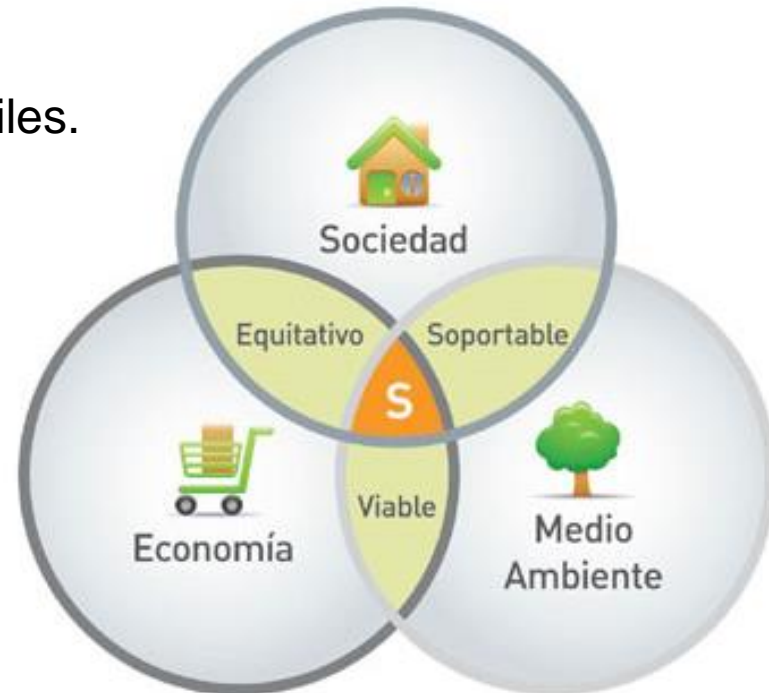 iles.
Sociedad
Equitativo
Soportable
S
Viable
Economía
Medio
Ambiente